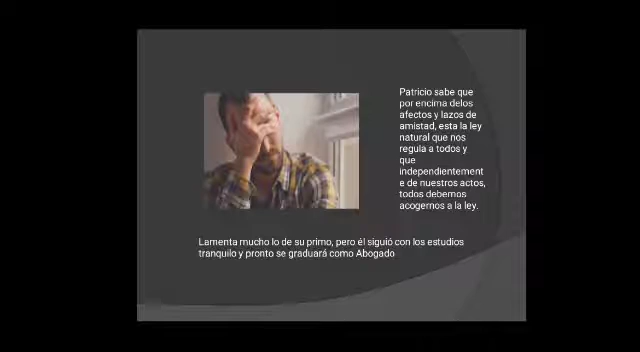 Patricio sabe que
por encima delos
afectos y lazos de
amistad, esta la ley
natural que nos
regula a todos y
que
independientement
e de nuestros actos,
todos debemos
acogernos a la ley.
Lamenta mucho lo de su primo, pero él siguió con los estudios
tranquilo y pronto se graduará como Abogado